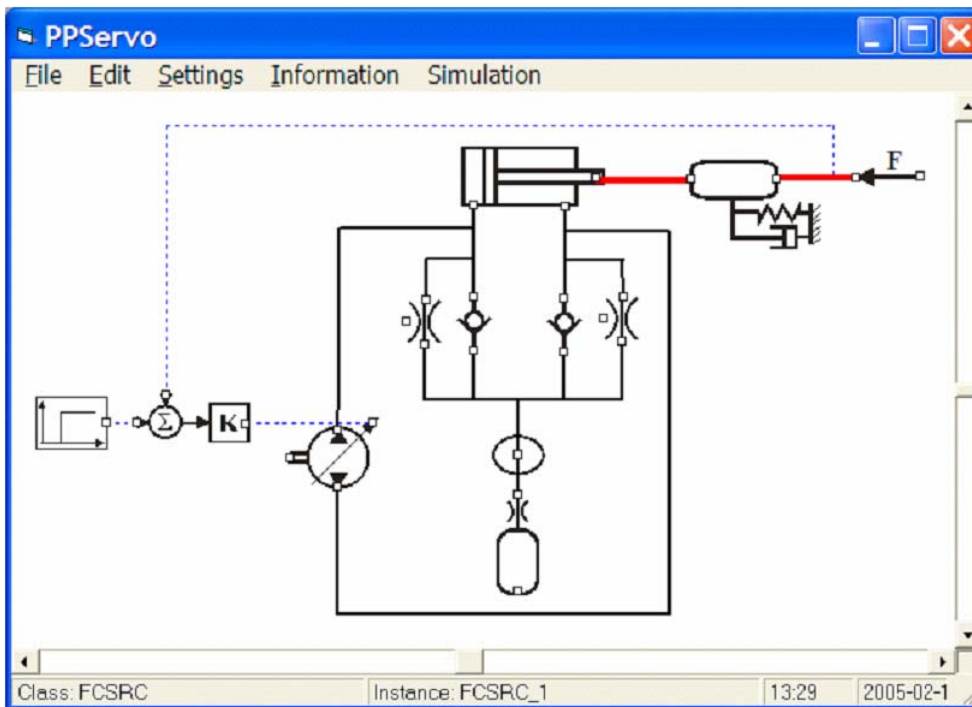 PPServo
File Edit Settings Information Simulation
F
Σ
K
Class: FCSRC
Instance: FCSRC_1
13:29
2005-02-1